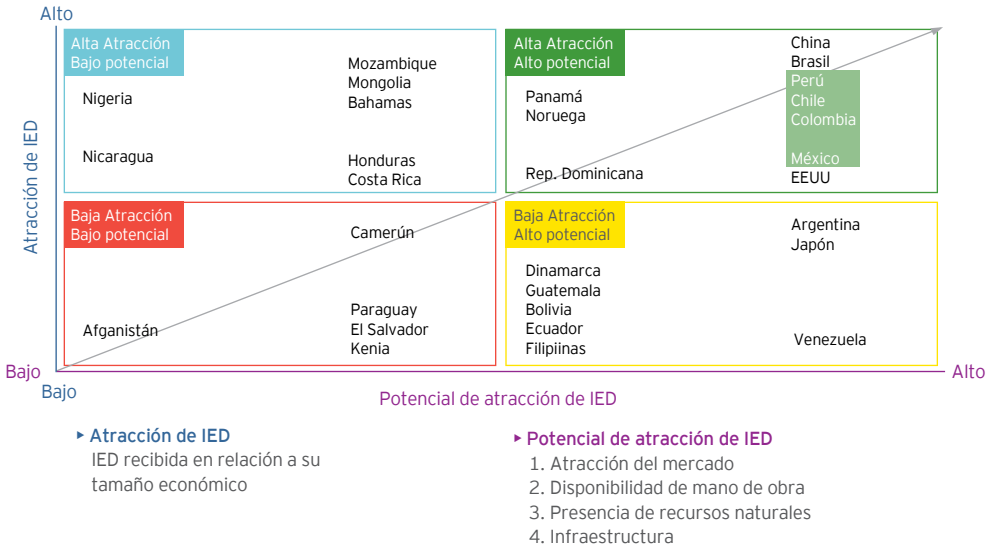 Alto
Atracción de IED
Alta Atracción
Bajo potencial
Nigeria
Nicaragua
Mozambique
Mongolia
Bahamas
Honduras
Costa Rica
Alta Atracción
Alto potencial
Panamá
Noruega
Rep. Dominicana
China
Brasil
Perú
Chile
Colombia
México
EEUU
Baja Atracción
Bajo potencial
Afganistán
Camerún
Paraguay
El Salvador
Kenia
Baja Atracción
Alto potencial
Dinamarca
Guatemala
Bolivia
Ecuador
Filipiinas
Argentina
Japón
Venezuela
Bajo
Bajo
Alto
Potencial de atracción de IED
▸ Atracción de IED
IED recibida en relación a su
tamaño económico
▸ Potencial de atracción de IED
1. Atracción del mercado
2. Disponibilidad de mano de obra
3. Presencia de recursos naturales
4. Infraestructura